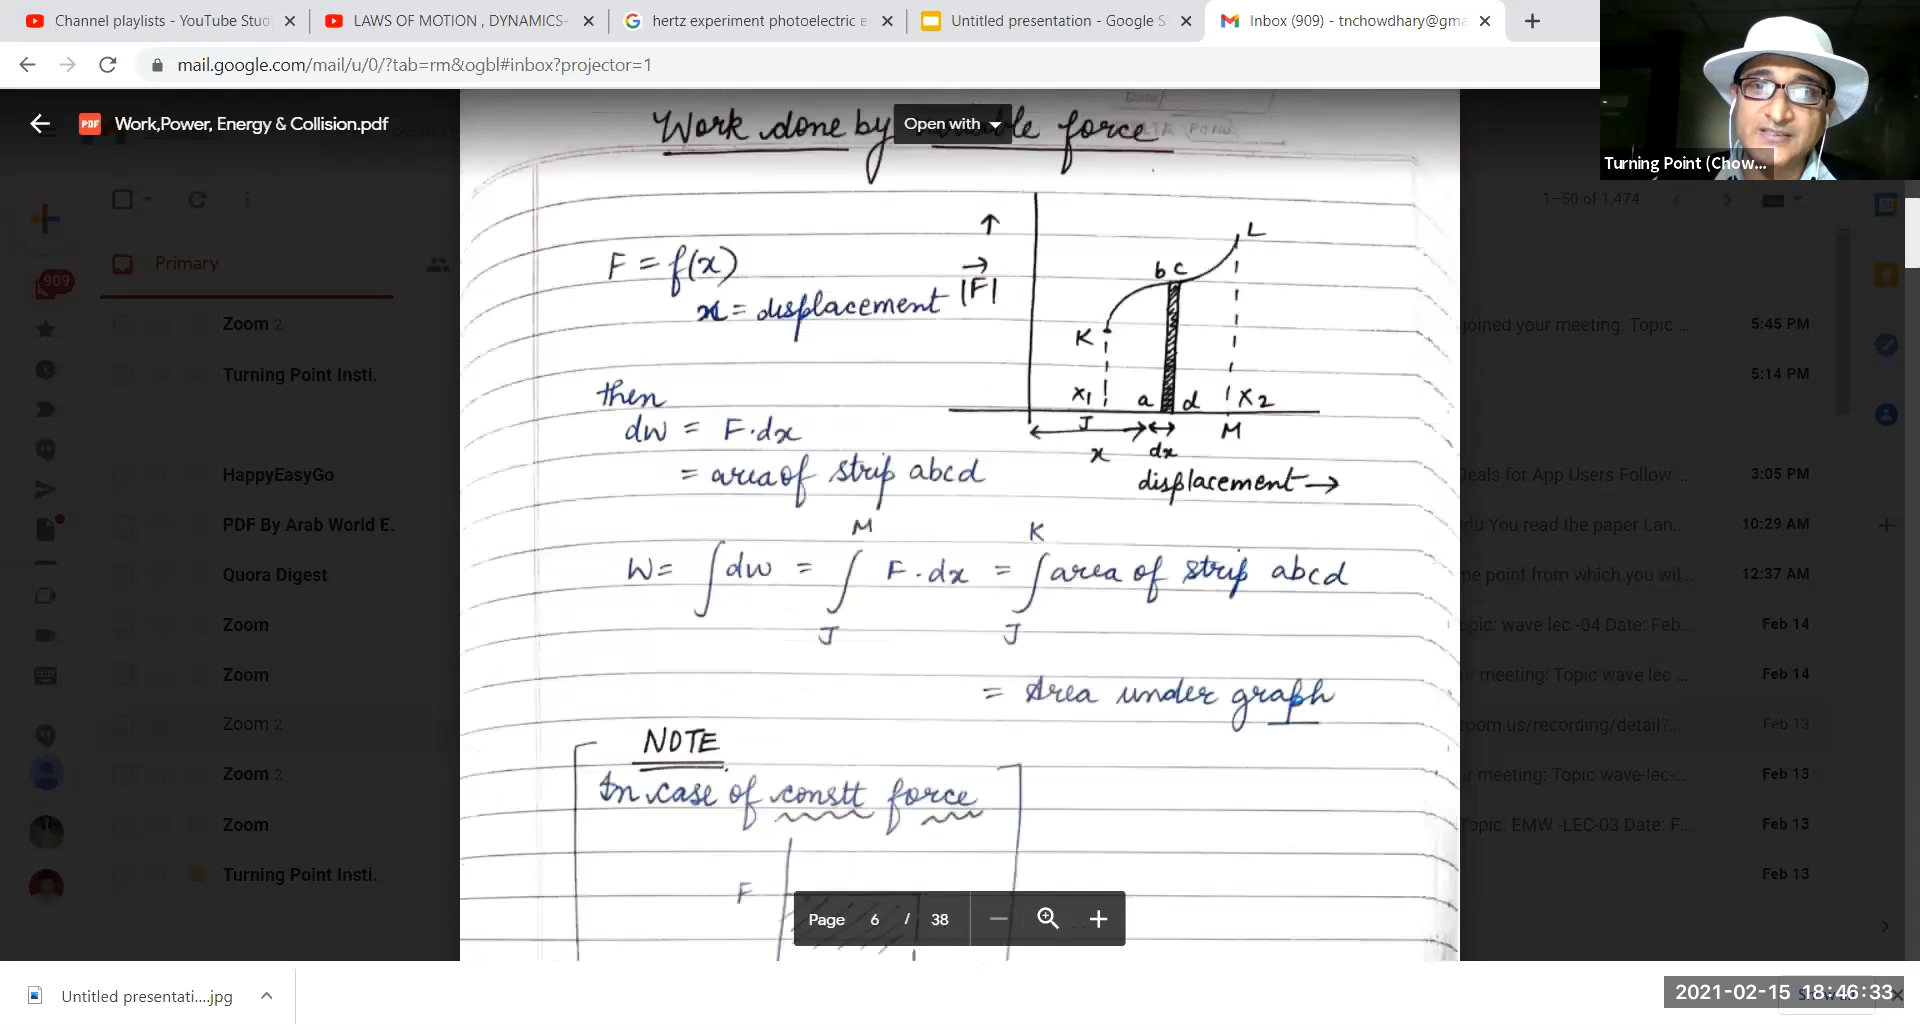 Channel playlists - YouTube Stud
LAWS OF MOTION , DYNAMICS-
hertz experiment photoelectric e
Untitled presentation - Google S
Inbox (909) - tnchowdhary@gma
mail.google.com/mail/u/0/?tab=rm&ogbl#inbox?projector=1
Turning Point (Chow...
PDF Work,Power, Energy & Collision.pdf
Open with
Work done by force
Date
1–50 of 1,474
F = f(x)
x = displacement
|F|
L
b c
K
x1
a d
x2
J
M
x
dx
displacement →
then
dw = F.dx
= area of strip abcd
W = ∫dw = ∫ F.dx = ∫area of strip abcd
M
K
J
J
= Area under graph
NOTE
In case of constt force
F
Page 6 / 38
909
Primary
Zoom 2
joined your meeting: Topic ...
5:45 PM
Turning Point Insti.
5:14 PM
HappyEasyGo
Deals for App Users Follow ...
3:05 PM
PDF By Arab World E.
You read the paper Lan...
10:29 AM
Quora Digest
me point from which you wil...
12:37 AM
Zoom
opic: wave lec -04 Date: Feb...
Feb 14
Zoom
meeting: Topic wave lec ...
Feb 14
Zoom 2
zoom.us/recording/detail?...
Feb 13
Zoom 2
r meeting: Topic wave-lec-...
Feb 13
Zoom
Topic: EMW -LEC-03 Date: F...
Feb 13
Turning Point Insti.
Feb 13
Untitled presentati....jpg
2021-02-15 18:46:33